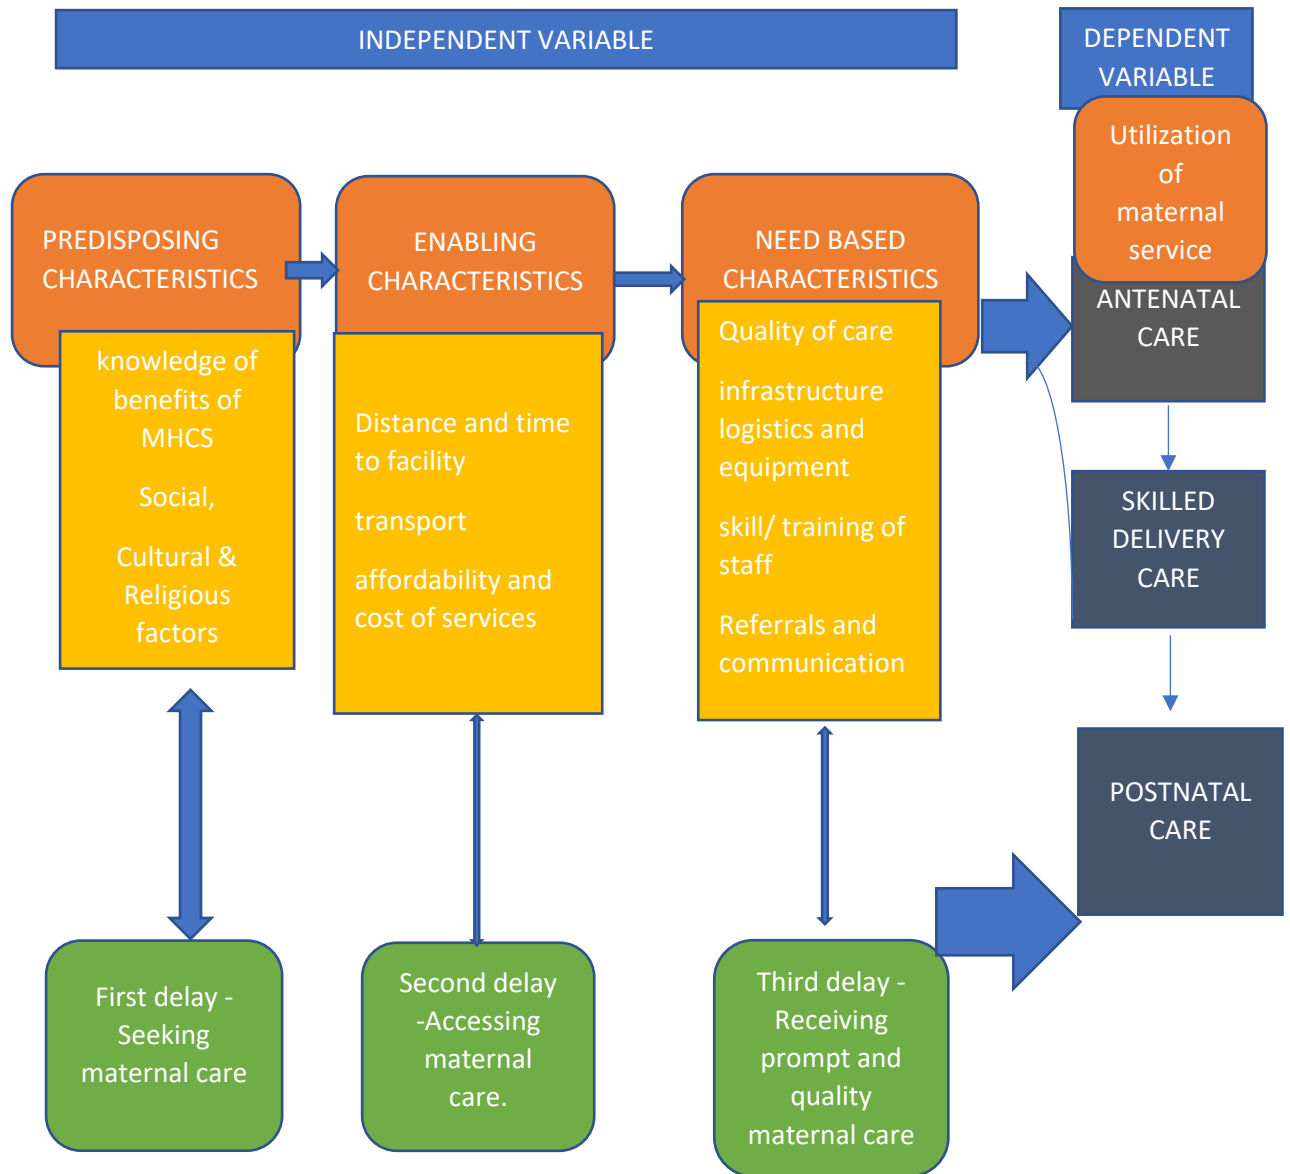 INDEPENDENT VARIABLE
DEPENDENT
VARIABLE
Utilization
of
maternal
service
PREDISPOSING
CHARACTERISTICS
ENABLING
CHARACTERISTICS
NEED BASED
CHARACTERISTICS
ANTENATAL
CARE
knowledge of
benefits of
MHCS
Social,
Cultural &
Religious
factors
Distance and time
to facility
transport
affordability and
cost of services
Quality of care
infrastructure
logistics and
equipment
skill/ training of
staff
Referrals and
communication
SKILLED
DELIVERY
CARE
POSTNATAL
CARE
First delay -
Seeking
maternal care
Second delay
-Accessing
maternal
care.
Third delay -
Receiving
prompt and
quality
maternal care